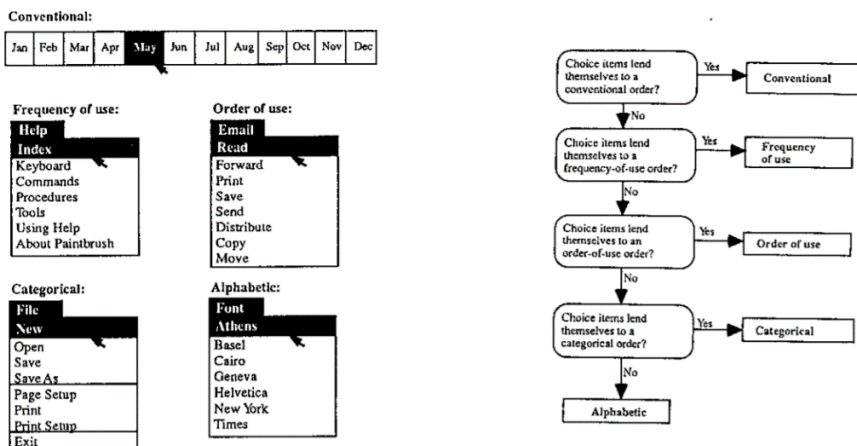 Conventional:
Jan Feb Mar Apr May Jun Jul Aug Sep Oct Nov Dec
Frequency of use:
Help
Index
Keyboard
Commands
Procedures
Tools
Using Help
About Paintbrush
Order of use:
Email
Read
Forward
Print
Save
Send
Distribute
Copy
Move
Categorical:
File
New
Open
Save
Save As
Page Setup
Print
Print Setup
Exit
Alphabetic:
Font
Athens
Basel
Cairo
Geneva
Helvetica
New York
Times
Choice items lend
themselves to a
conventional order?
Yes
Conventional
No
Choice items lend
themselves to a
frequency-of-use order?
Yes
Frequency
of use
No
Choice items lend
themselves to an
order-of-use order?
Yes
Order of use
No
Choice items lend
themselves to a
categorical order?
Yes
Categorical
No
Alphabetic